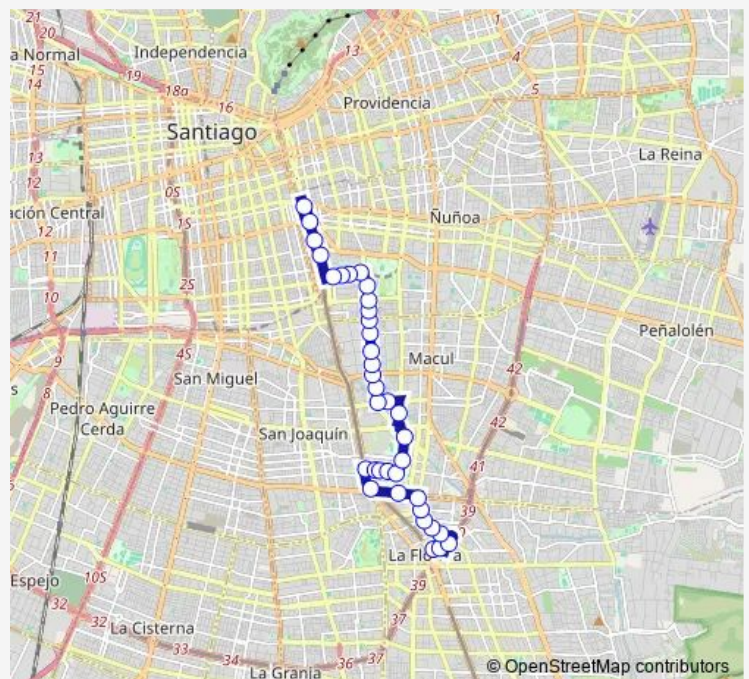 21
20
a Normal
Independencia
13
1
4
19
15
14
18a
16
Providencia
5
Santiago
13
La Reina
12
0S
ación Central
1S
Ñuñoa
12
11
10
2S
Peñalolén
9
4S
Macul
42
8
San Miguel
s
Pedro Aguirre
Cerda
San Joaquín
42
41
39
La Flo a
Espejo
10S
39
32
32
La Cisterna
33
34
36
37
La Granja
© OpenStreetMap contributors